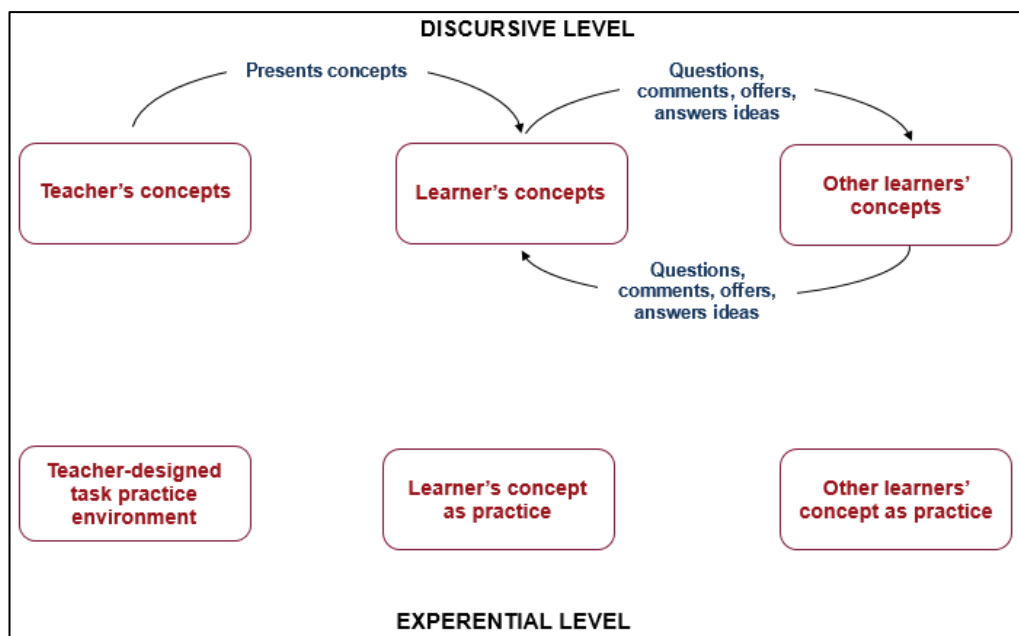 DISCURSIVE LEVEL
Presents concepts
Questions,
comments, offers,
answers ideas
Teacher's concepts
Learner's concepts
Other learners'
concepts
Questions,
comments, offers,
answers ideas
Teacher-designed
task practice
environment
Learner's concept
as practice
Other learners'
concept as practice
EXPERENTIAL LEVEL